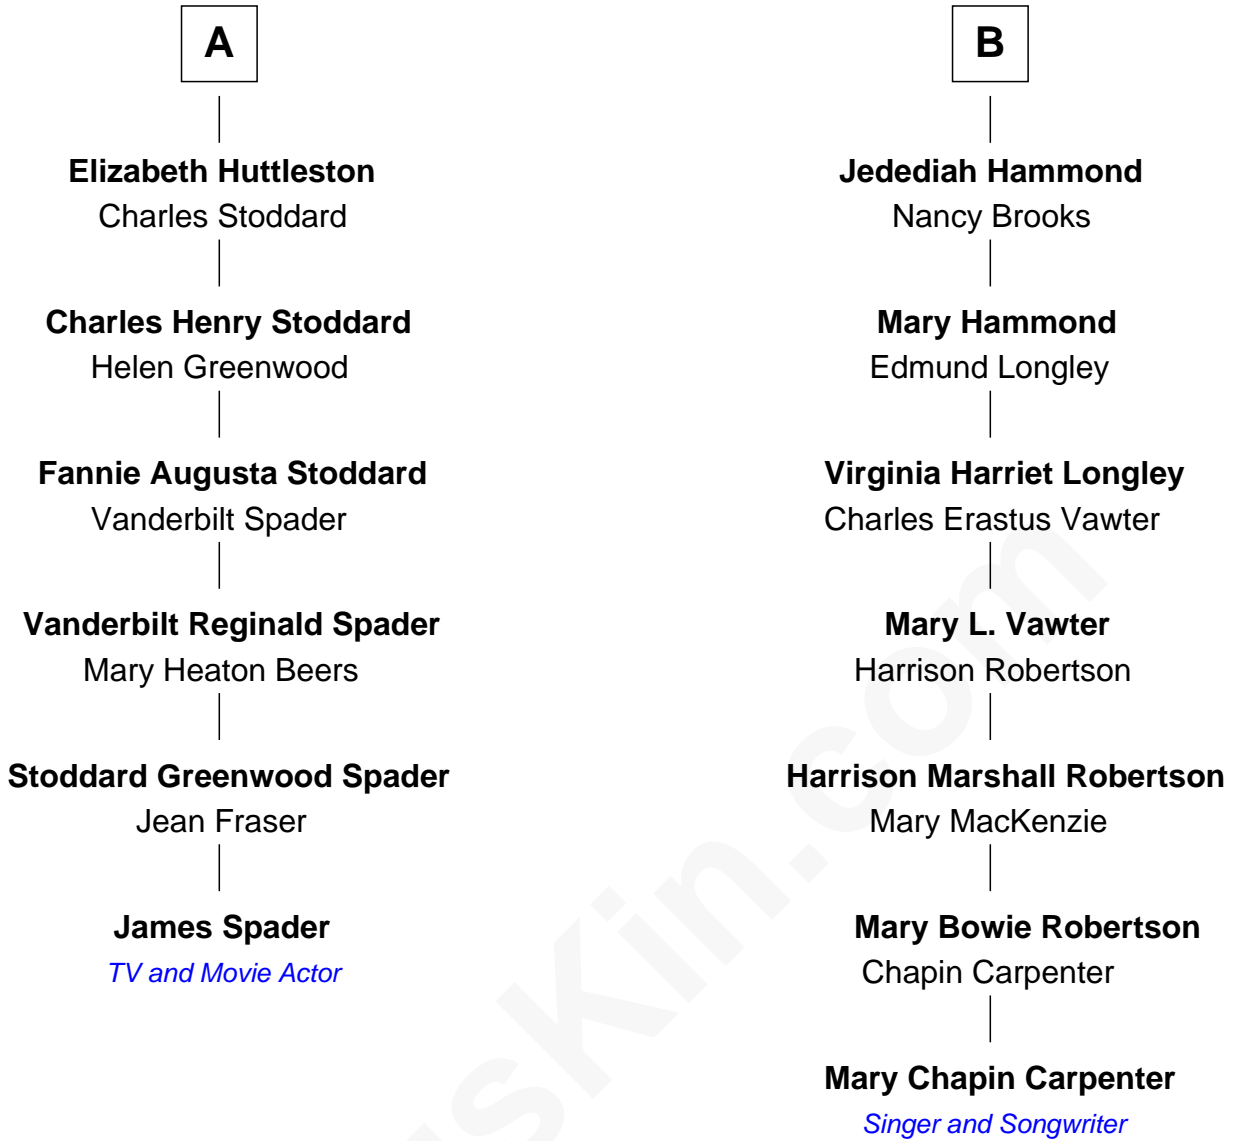 A
Elizabeth Huttleston
Charles Stoddard
Charles Henry Stoddard
Helen Greenwood
Fannie Augusta Stoddard
Vanderbilt Spader
Vanderbilt Reginald Spader
Mary Heaton Beers
Stoddard Greenwood Spader
Jean Fraser
James Spader
TV and Movie Actor
B
Jedediah Hammond
Nancy Brooks
Mary Hammond
Edmund Longley
Virginia Harriet Longley
Charles Erastus Vawter
Mary L. Vawter
Harrison Robertson
Harrison Marshall Robertson
Mary MacKenzie
Mary Bowie Robertson
Chapin Carpenter
Mary Chapin Carpenter
Singer and Songwriter
sKin.com